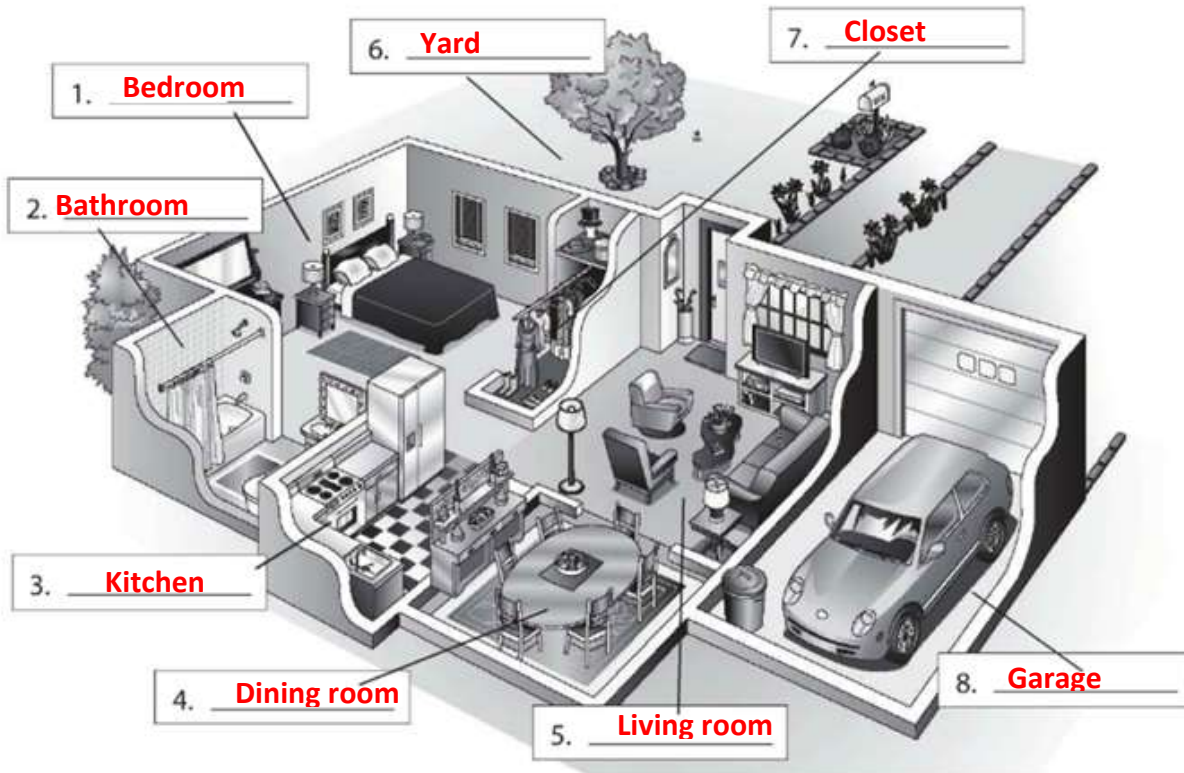 1. Bedroom
2. Bathroom
3. Kitchen
4. Dining room
5. Living room
6. Yard
7. Closet
8. Garage